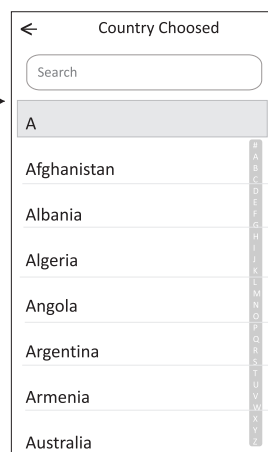 Country Choosed
Search
A
Afghanistan
Albania
Algeria
Angola
Argentina
Armenia
Australia
#
A
B
C
D
E
F
G
H
I
J
K
L
M
N
O
P
Q
R
S
T
U
V
W
X
Y
Z